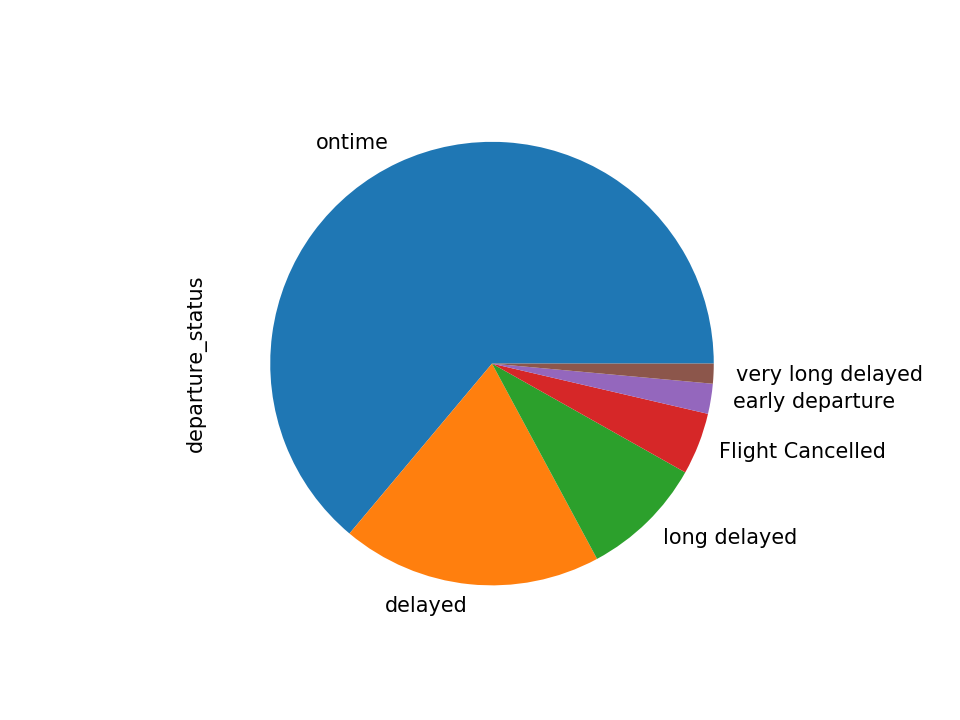 ontime
departure_status
very long delayed
early departure
Flight Cancelled
long delayed
delayed